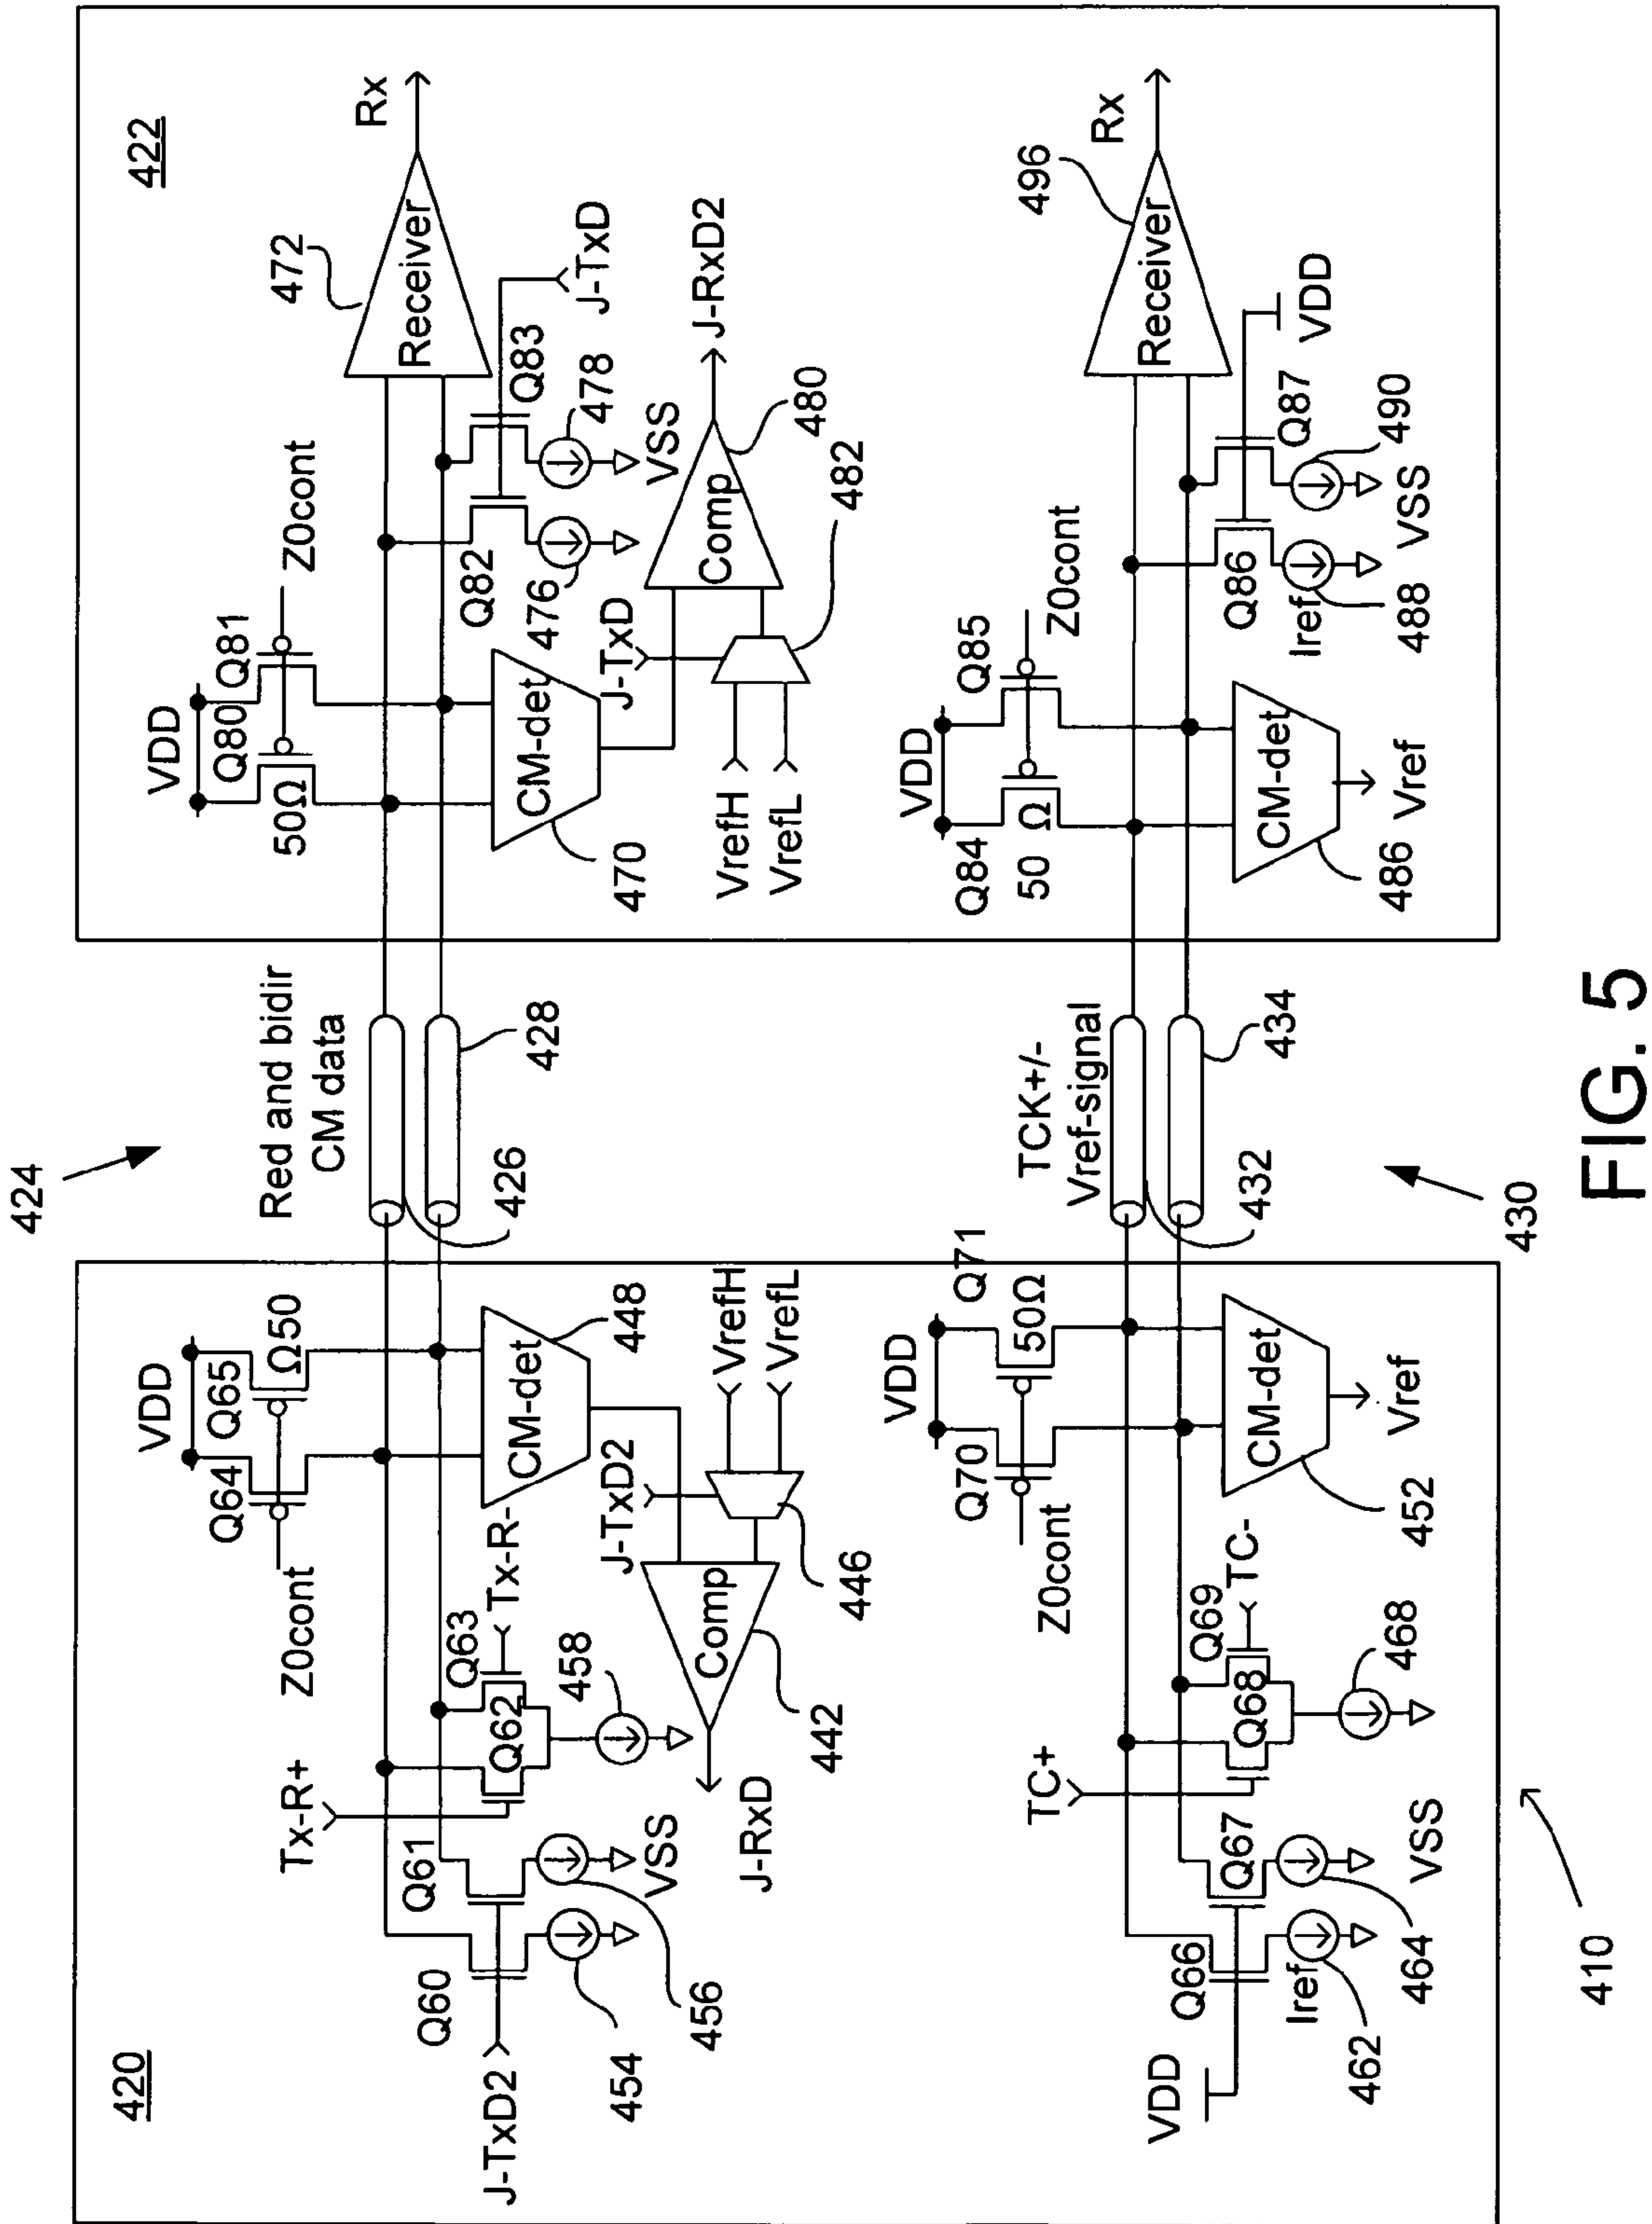 420
J-TxD2
Q60
454
456
Q61
VSS
Tx-R+
Q62
Q63
Tx-R-
458
Z0cont
Q64
Q65
VDD
Ω50
CM-det
448
J-TxD2
VrefH
VrefL
446
Comp
442
J-RxD
VDD
Q66
Iref
462
464
Q67
VSS
TC+
Q68
Q69
TC-
468
Z0cont
Q70
VDD
Q71
50Ω
CM-det
452
Vref
410
424
Red and bidir
CM data
426
428
TCK+/-
Vref-signal
432
434
430
422
VDD
Q80
Q81
50Ω
Z0cont
CM-det
470
Q82
476
Q83
478
VSS
J-TxD
472
Receiver
Rx
J-TxD
VrefH
VrefL
482
Comp
480
J-RxD2
VDD
Q84
Q85
50 Ω
Z0cont
CM-det
486
Vref
Q86
Iref
488
Q87
490
VSS
VDD
496
Receiver
Rx
FIG. 5